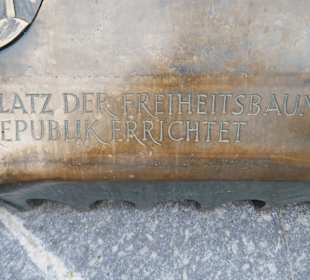 LATZ DER FREIHEITSBAUM
EPUBLIK ERRICHTET